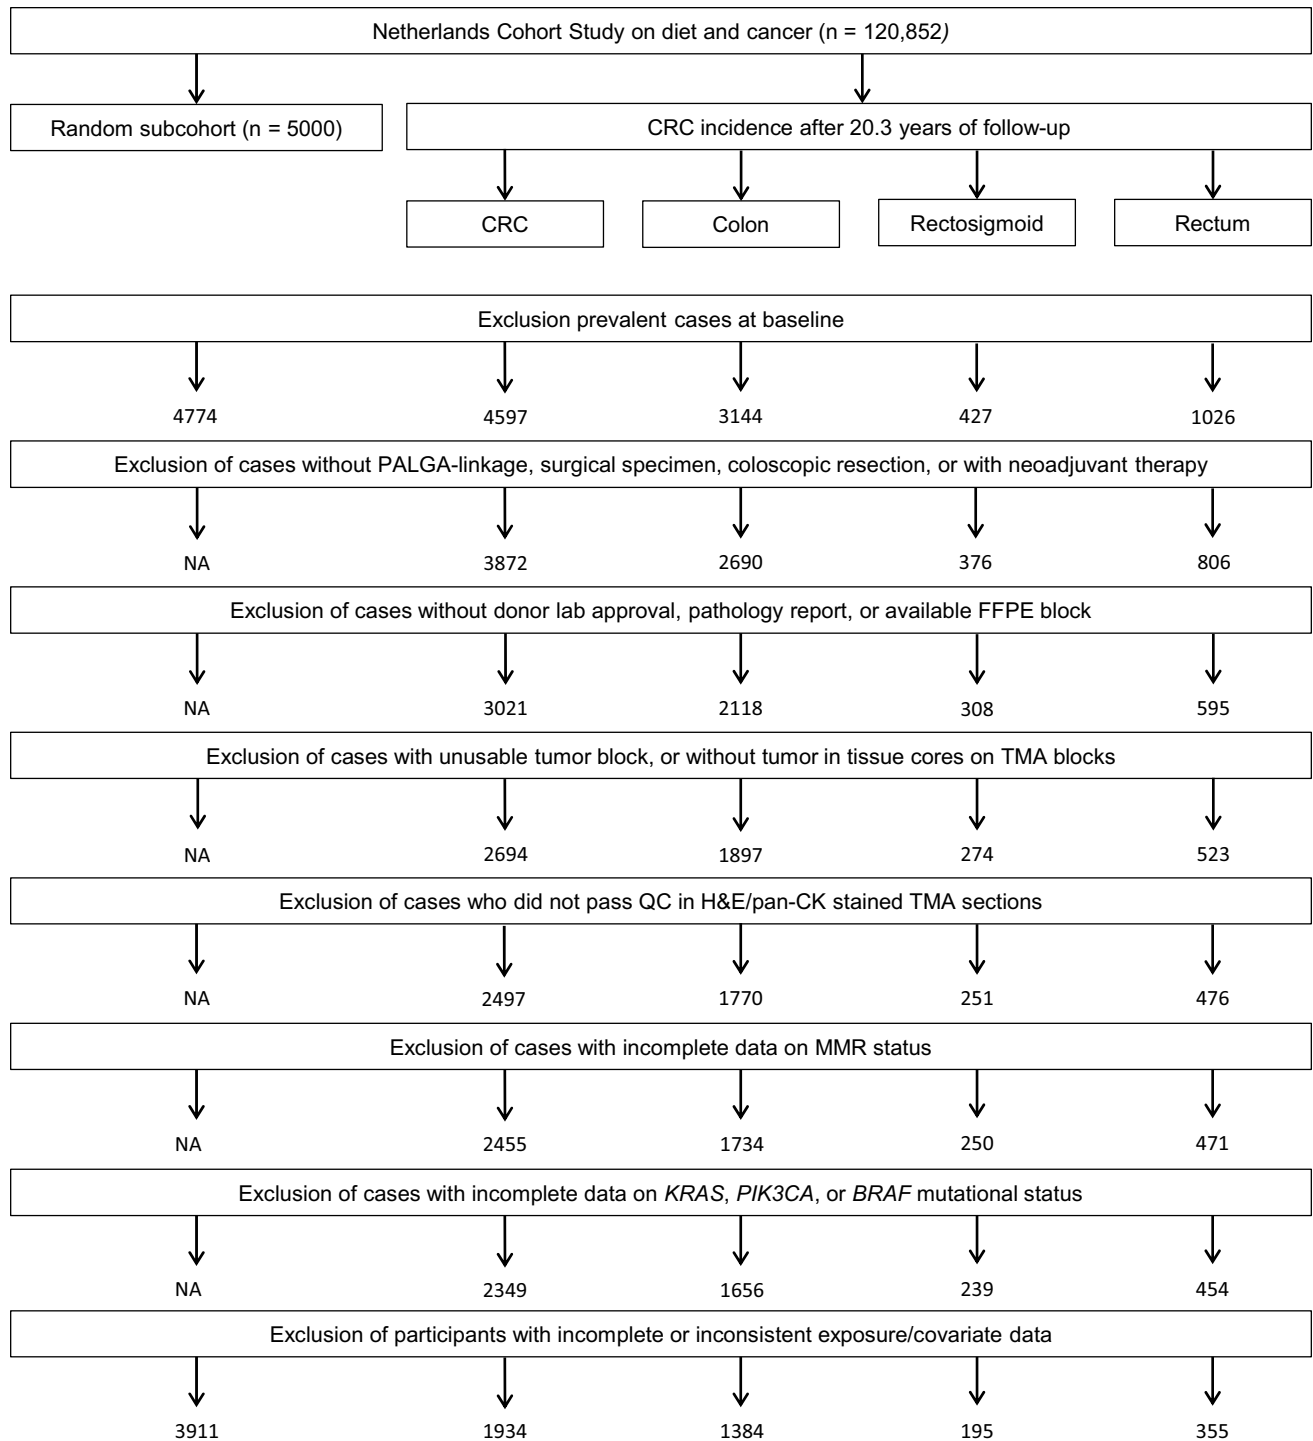 Netherlands Cohort Study on diet and cancer (n = 120,852)
Random subcohort (n = 5000)
CRC incidence after 20.3 years of follow-up
CRC
Colon
Rectosigmoid
Rectum
Exclusion prevalent cases at baseline
4774 4597 3144 427 1026
Exclusion of cases without PALGA-linkage, surgical specimen, coloscopic resection, or with neoadjuvant therapy
NA 3872 2690 376 806
Exclusion of cases without donor lab approval, pathology report, or available FFPE block
NA 3021 2118 308 595
Exclusion of cases with unusable tumor block, or without tumor in tissue cores on TMA blocks
NA 2694 1897 274 523
Exclusion of cases who did not pass QC in H&E/pan-CK stained TMA sections
NA 2497 1770 251 476
Exclusion of cases with incomplete data on MMR status
NA 2455 1734 250 471
Exclusion of cases with incomplete data on KRAS, PIK3CA, or BRAF mutational status
NA 2349 1656 239 454
Exclusion of participants with incomplete or inconsistent exposure/covariate data
3911 1934 1384 195 355